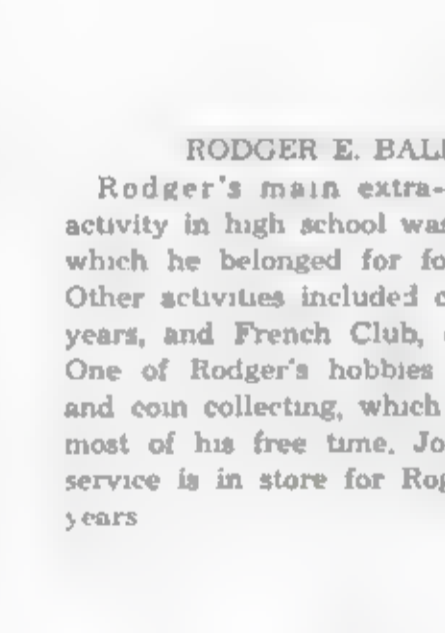 RODGER E. BALI
Rodger's main extra-
activity in high school was
which he belonged for fo
Other activities included c
years, and French Club,
One of Rodger's hobbies
and coin collecting, which
most of his free time. Jo
service is in store for Rog
years